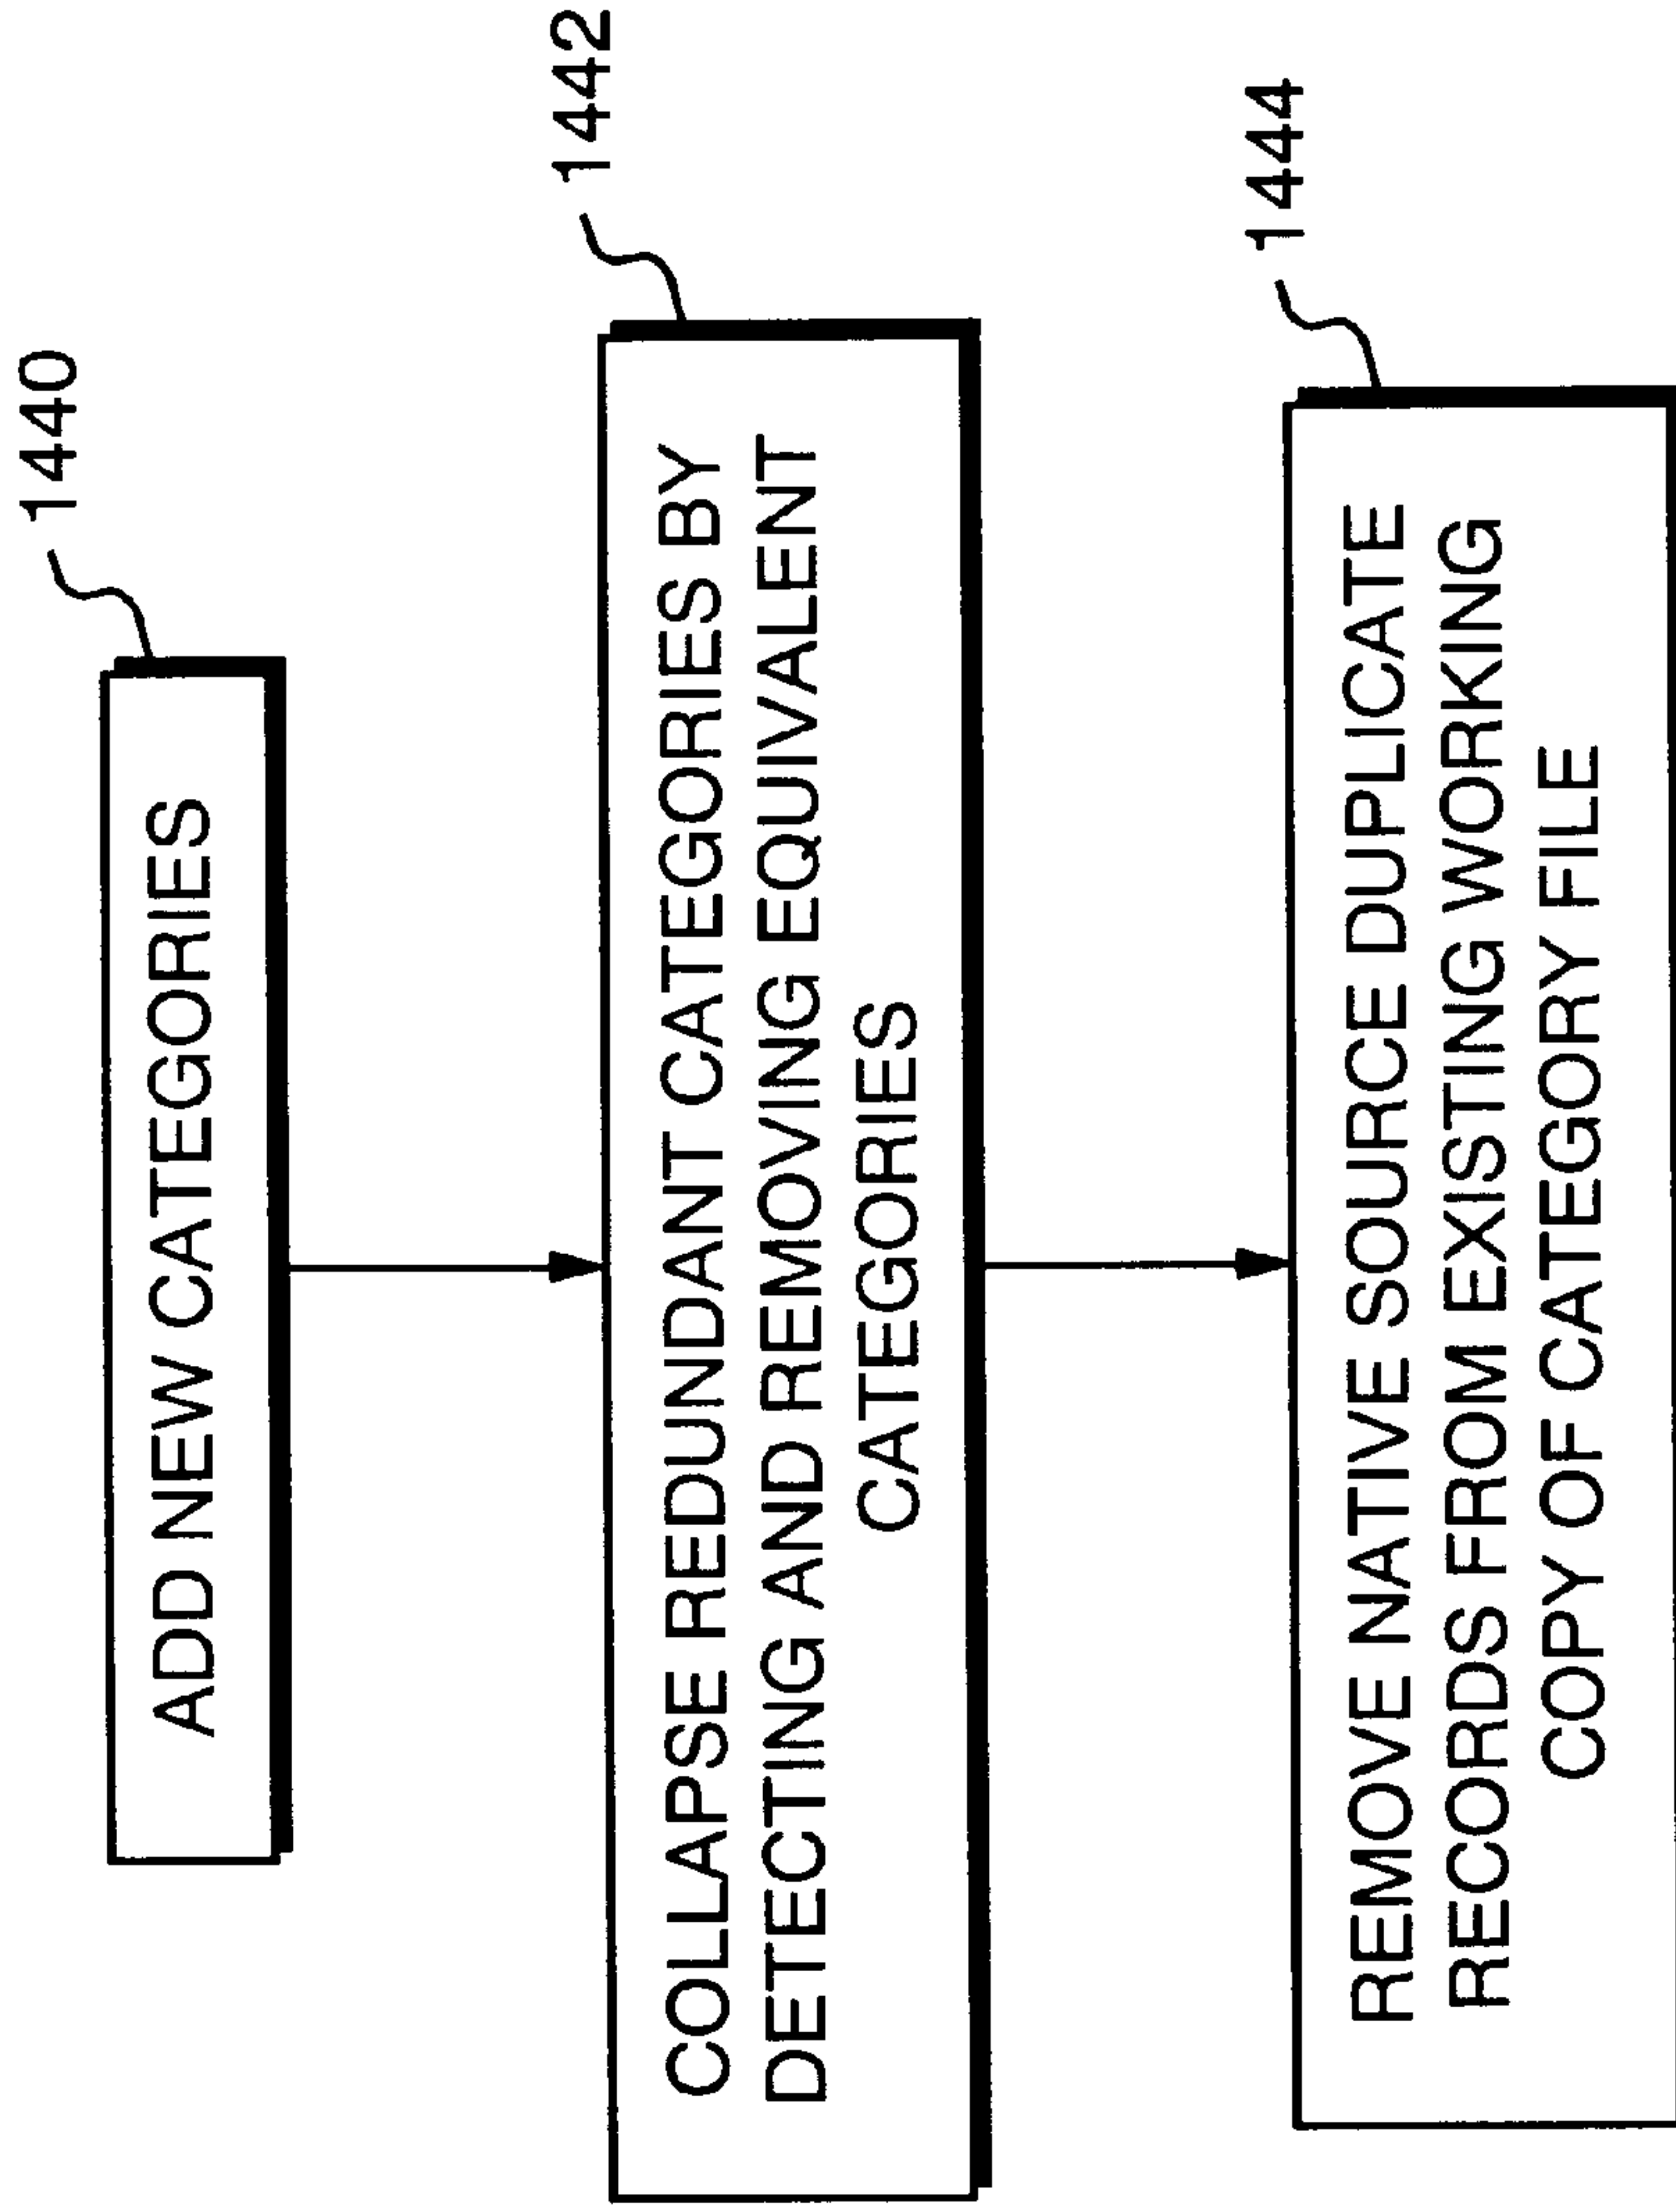 1440
ADD NEW CATEGORIES
1442
COLLAPSE REDUNDANT CATEGORIES BY
DETECTING AND REMOVING EQUIVALENT
CATEGORIES
1444
REMOVE NATIVE SOURCE DUPLICATE
RECORDS FROM EXISTING WORKING
COPY OF CATEGORY FILE